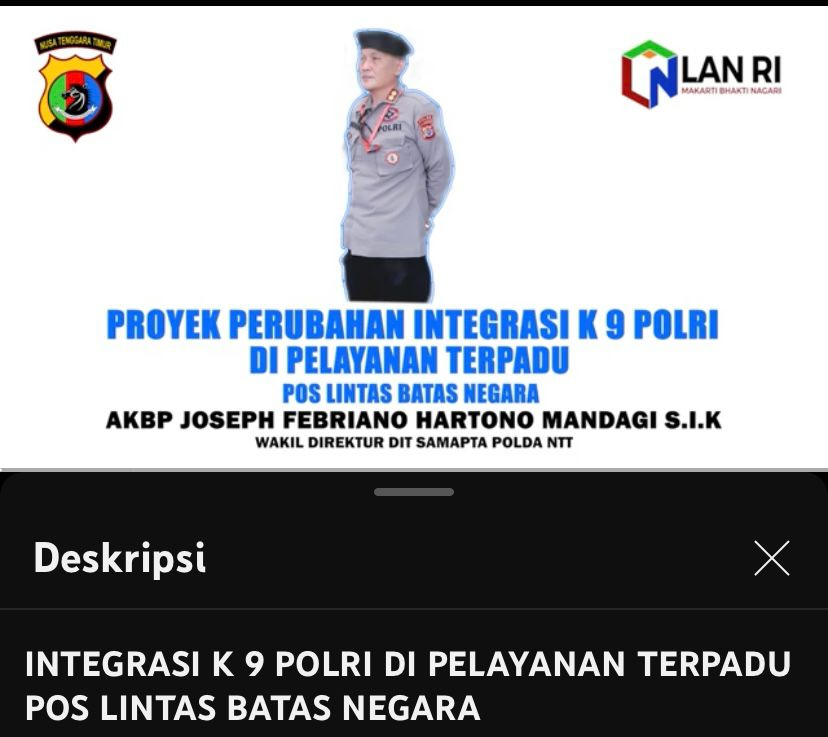 NUSA TENGGARA TIMUR
LAN RI
MAKARTI BHAKTI NAGARI
POLRI
PROYEK PERUBAHAN INTEGRASI K 9 POLRI
DI PELAYANAN TERPADU
POS LINTAS BATAS NEGARA
AKBP JOSEPH FEBRIANO HARTONO MANDAGI S.I.K
WAKIL DIREKTUR DIT SAMAPTA POLDA NTT
Deskripsi
INTEGRASI K 9 POLRI DI PELAYANAN TERPADU
POS LINTAS BATAS NEGARA